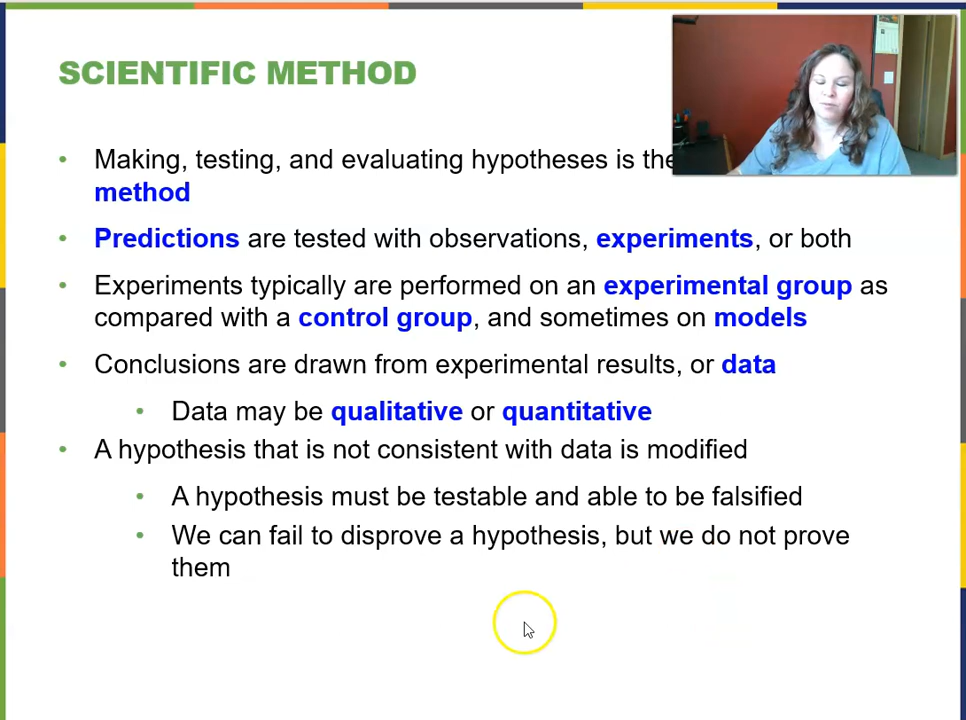 SCIENTIFIC METHOD
• Making, testing, and evaluating hypotheses is the
method
• Predictions are tested with observations, experiments, or both
• Experiments typically are performed on an experimental group as
compared with a control group, and sometimes on models
• Conclusions are drawn from experimental results, or data
• Data may be qualitative or quantitative
• A hypothesis that is not consistent with data is modified
• A hypothesis must be testable and able to be falsified
• We can fail to disprove a hypothesis, but we do not prove
them